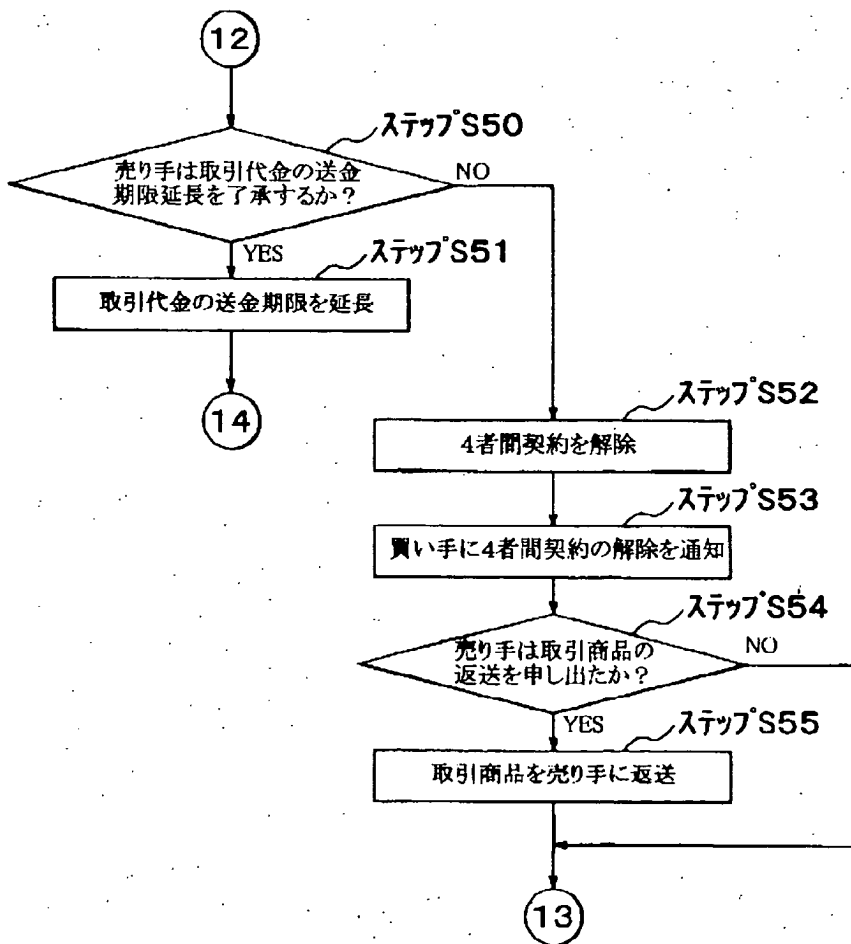 12
ステップS50
売り手は取引代金の送金
期限延長を了承するか？
NO
YES
ステップS51
取引代金の送金期限を延長
14
ステップS52
4者間契約を解除
ステップS53
買い手に4者間契約の解除を通知
ステップS54
売り手は取引商品の
返送を申し出たか？
NO
YES
ステップS55
取引商品を売り手に返送
13